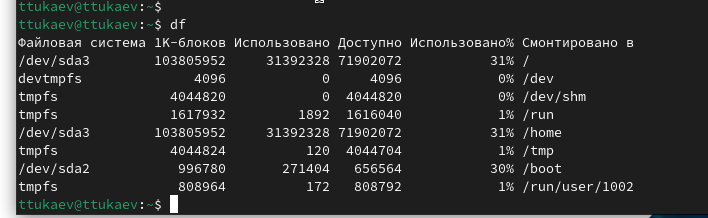 ttukaev@ttukaev:~$
ttukaev@ttukaev:~$ df
Файловая система 1K-блоков Использовано Доступно Использовано% Смонтировано в
/dev/sda3 103805952 31392328 71902072 31% /
devtmpfs 4096 0 4096 0% /dev
tmpfs 4044820 0 4044820 0% /dev/shm
tmpfs 1617932 1892 1616040 1% /run
/dev/sda3 103805952 31392328 71902072 31% /home
tmpfs 4044824 120 4044704 1% /tmp
/dev/sda2 996780 271404 656564 30% /boot
tmpfs 808964 172 808792 1% /run/user/1002
ttukaev@ttukaev:~$